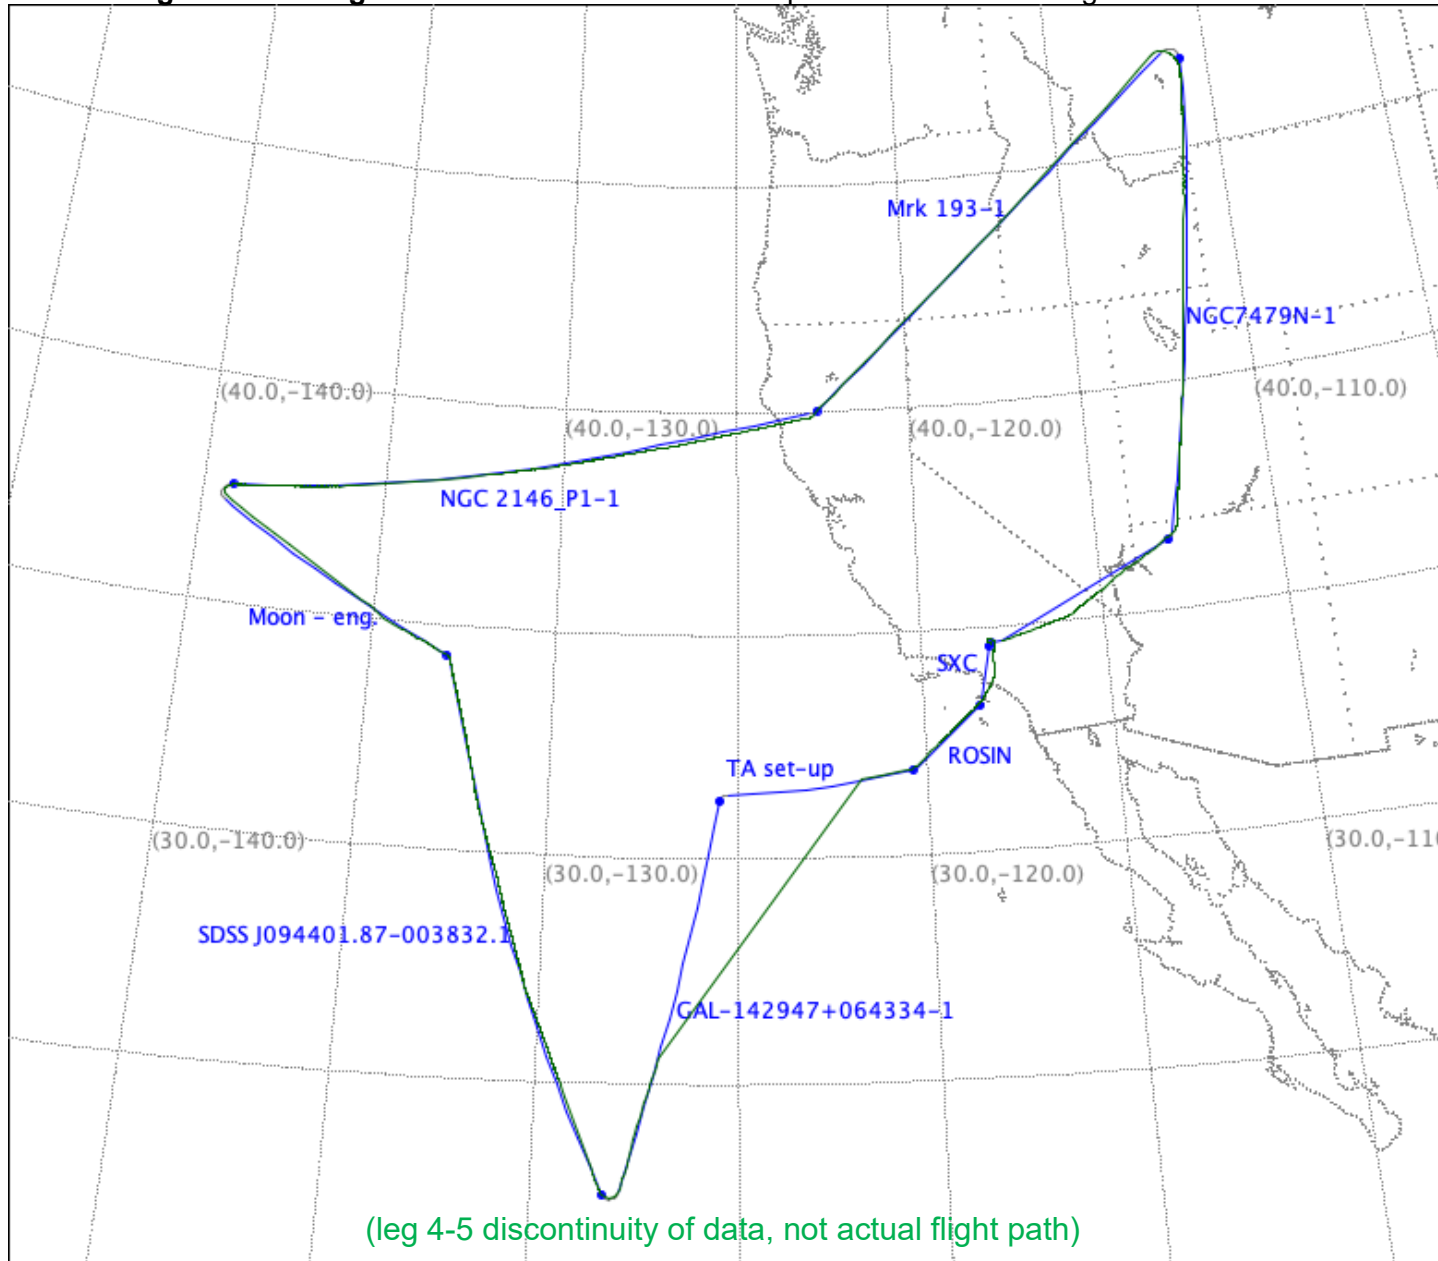 Mrk 193-1
NGC7479N-1
(40.0,-140.0)
(40.0,-110.0)
(40.0,-130.0)
(40.0,-120.0)
NGC 2146_P1-1
Moon - eng.
SXC
ROSIN
TA set-up
(30.0,-140.0)
(30.0,-110
(30.0,-130.0)
(30.0,-120.0)
SDSS J094401.87-003832.1
GAL-142947+064334-1
(leg 4-5 discontinuity of data, not actual flight path)